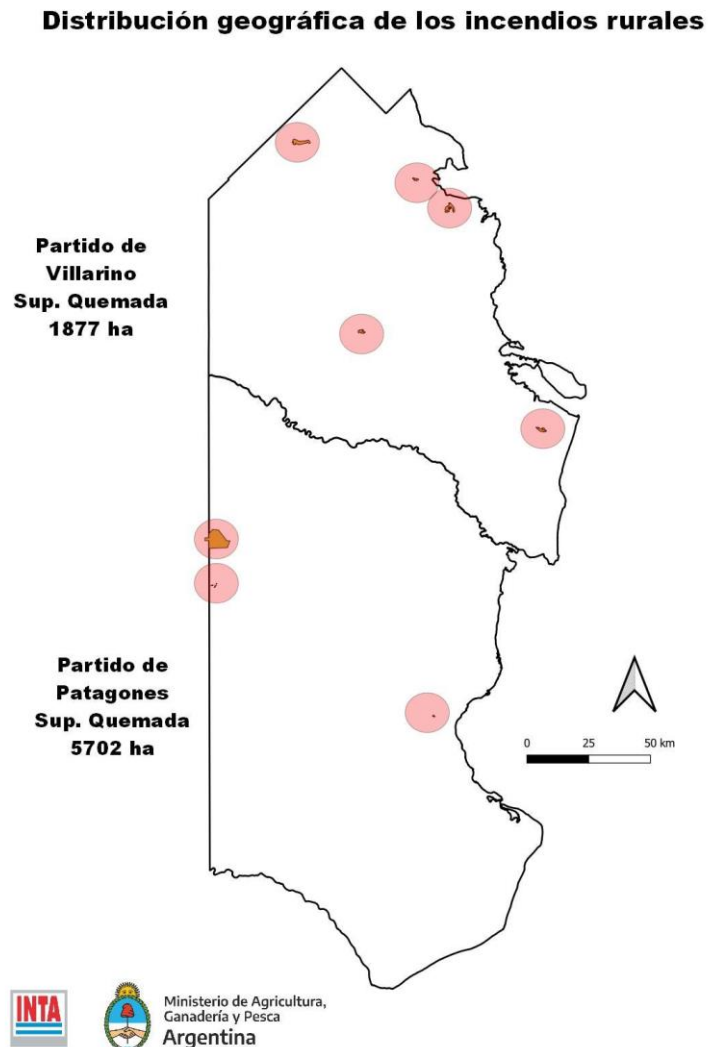 Distribución geográfica de los incendios rurales
Partido de
Villarino
Sup. Quemada
1877 ha
Partido de
Patagones
Sup. Quemada
5702 ha
0 25 50 km
INTA
Ministerio de Agricultura,
Ganadería y Pesca
Argentina